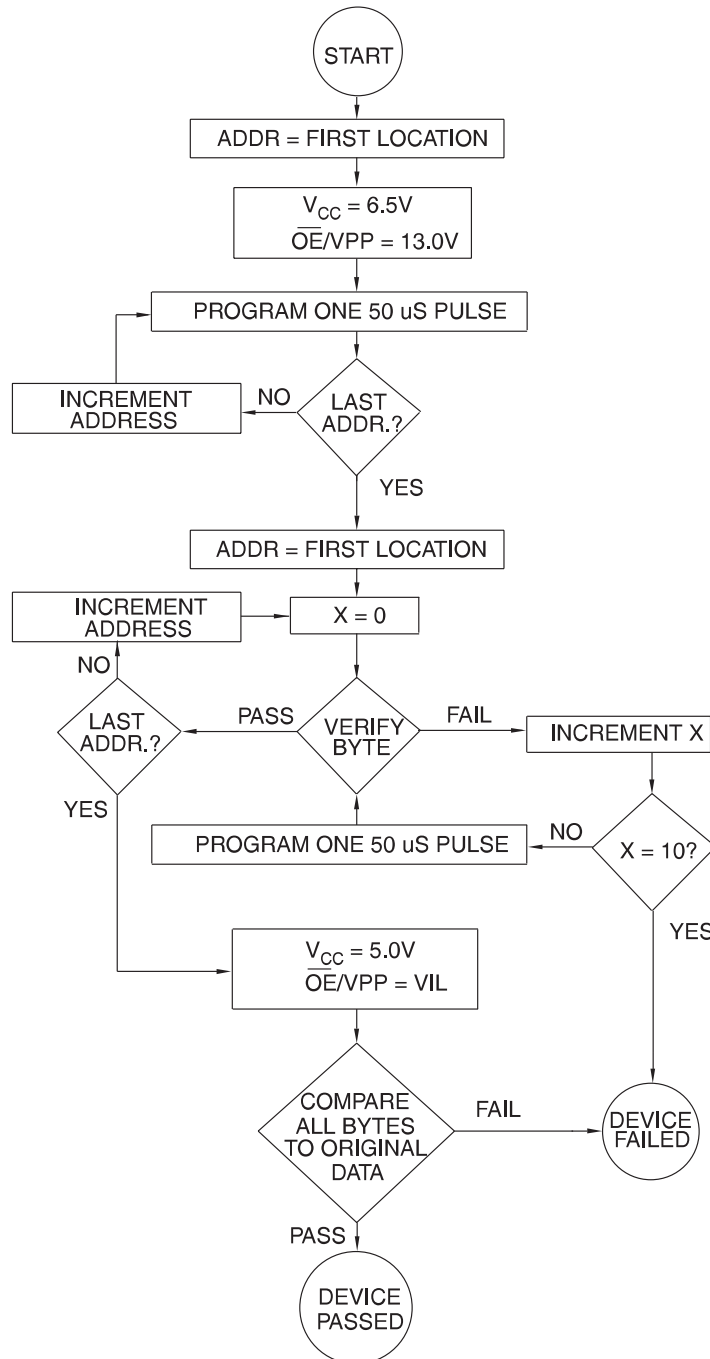 START
ADDR = FIRST LOCATION
VCC = 6.5V
OE/VPP = 13.0V
PROGRAM ONE 50 uS PULSE
INCREMENT
ADDRESS
NO
LAST
ADDR.?
YES
ADDR = FIRST LOCATION
INCREMENT
ADDRESS
X = 0
NO
LAST
ADDR.?
PASS
VERIFY
BYTE
FAIL
INCREMENT X
YES
PROGRAM ONE 50 uS PULSE
NO
X = 10?
YES
VCC = 5.0V
OE/VPP = VIL
COMPARE
ALL BYTES
TO ORIGINAL
DATA
FAIL
DEVICE
FAILED
PASS
DEVICE
PASSED